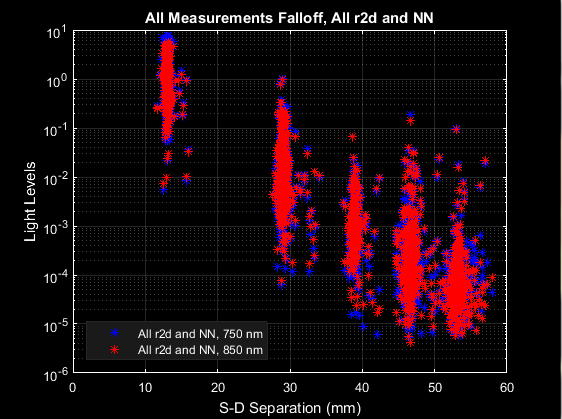 All Measurements Falloff, All r2d and NN
10^1
10^0
10^-1
10^-2
10^-3
10^-4
10^-5
10^-6
Light Levels
All r2d and NN, 750 nm
All r2d and NN, 850 nm
0 10 20 30 40 50 60
S-D Separation (mm)